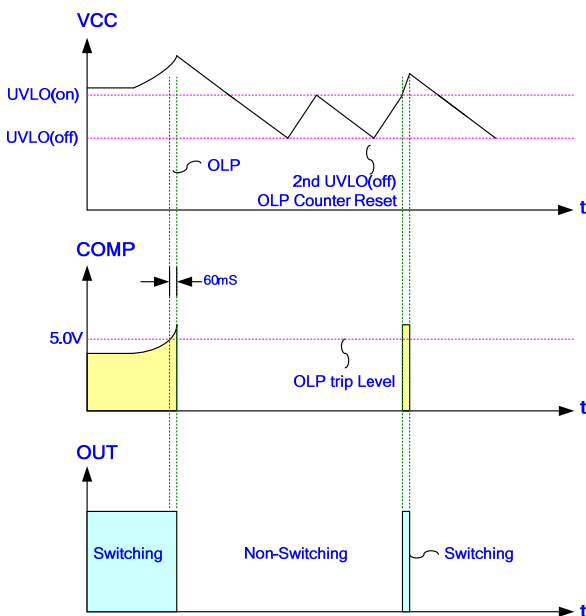 VCC
UVLO(on)
UVLO(off)
OLP
2nd UVLO(off)
OLP Counter Reset
t
COMP
60mS
5.0V
OLP trip Level
t
OUT
Switching
Non-Switching
Switching
t